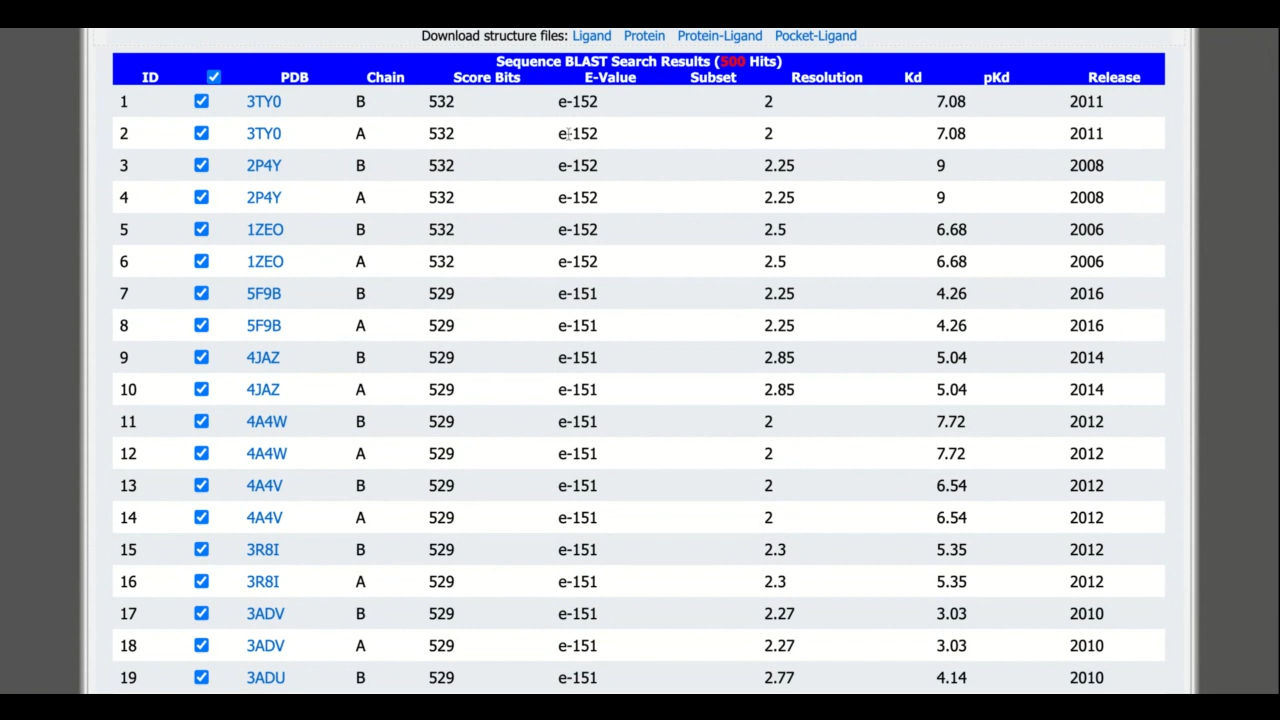 Download structure files: Ligand Protein Protein-Ligand Pocket-Ligand
Sequence BLAST Search Results (500 Hits)
ID PDB Chain Score Bits E-Value Subset Resolution Kd pKd Release
1 3TY0 B 532 e-152 2 7.08 2011
2 3TY0 A 532 e-152 2 7.08 2011
3 2P4Y B 532 e-152 2.25 9 2008
4 2P4Y A 532 e-152 2.25 9 2008
5 1ZEO B 532 e-152 2.5 6.68 2006
6 1ZEO A 532 e-152 2.5 6.68 2006
7 5F9B B 529 e-151 2.25 4.26 2016
8 5F9B A 529 e-151 2.25 4.26 2016
9 4JAZ B 529 e-151 2.85 5.04 2014
10 4JAZ A 529 e-151 2.85 5.04 2014
11 4A4W B 529 e-151 2 7.72 2012
12 4A4W A 529 e-151 2 7.72 2012
13 4A4V B 529 e-151 2 6.54 2012
14 4A4V A 529 e-151 2 6.54 2012
15 3R8I B 529 e-151 2.3 5.35 2012
16 3R8I A 529 e-151 2.3 5.35 2012
17 3ADV B 529 e-151 2.27 3.03 2010
18 3ADV A 529 e-151 2.27 3.03 2010
19 3ADU B 529 e-151 2.77 4.14 2010